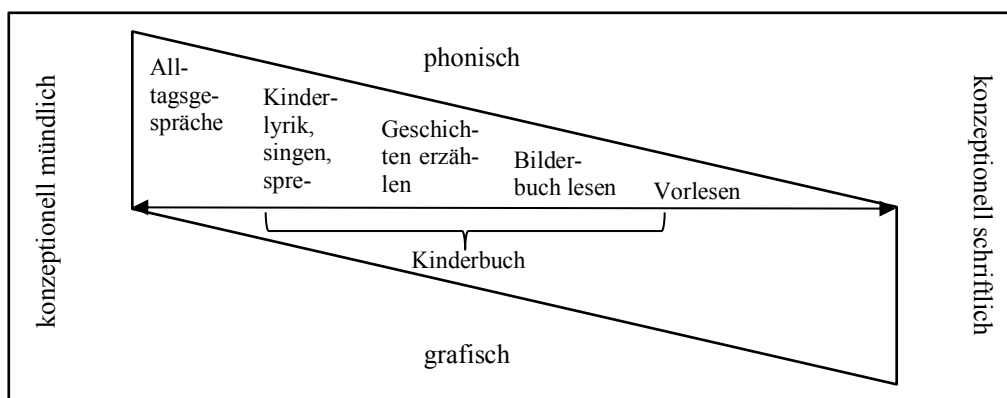 phonisch
konzeptionell mündlich
All-
tagsge-
spräche
Kinder-
lyrik,
singen,
spre-
Geschich-
ten erzäh-
len
Bilder-
buch lesen
Vorlesen
konzeptionell schriftlich
Kinderbuch
grafisch